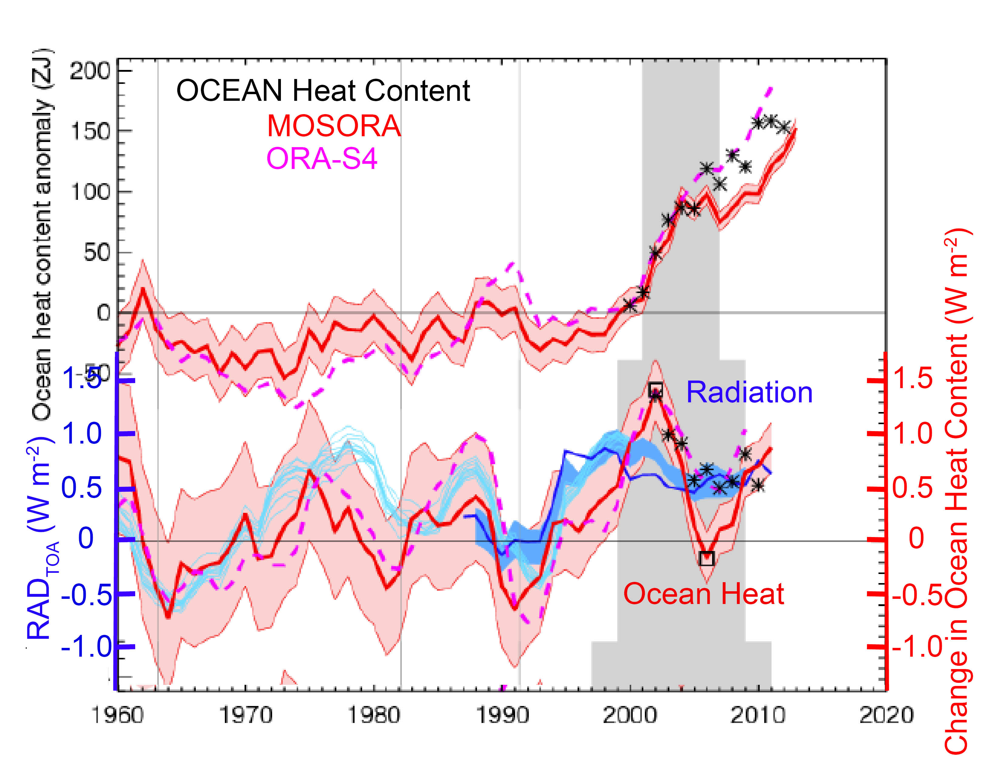 Ocean heat content anomaly (ZJ)
200
150
100
50
0
-50
OCEAN Heat Content
MOSORA
ORA-S4
RAD TOA (W m-2)
1.5
1.0
0.5
0
-0.5
-1.0
Radiation
Ocean Heat
1.5
1.0
0.5
0
-0.5
-1.0
Change in Ocean Heat Content (W m-2)
1960 1970 1980 1990 2000 2010 2020